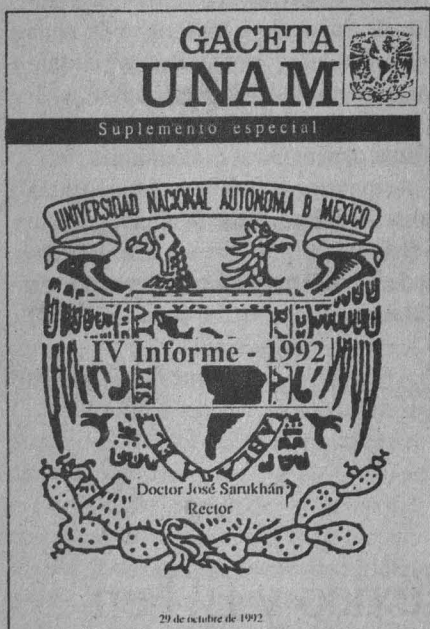 GACETA
UNAM
Suplemento especial
UNIVERSIDAD NACIONAL AUTONOMA B MEXICO
IV Informe - 1992
Doctor José Sarukhán
Rector
29 de octubre de 1992